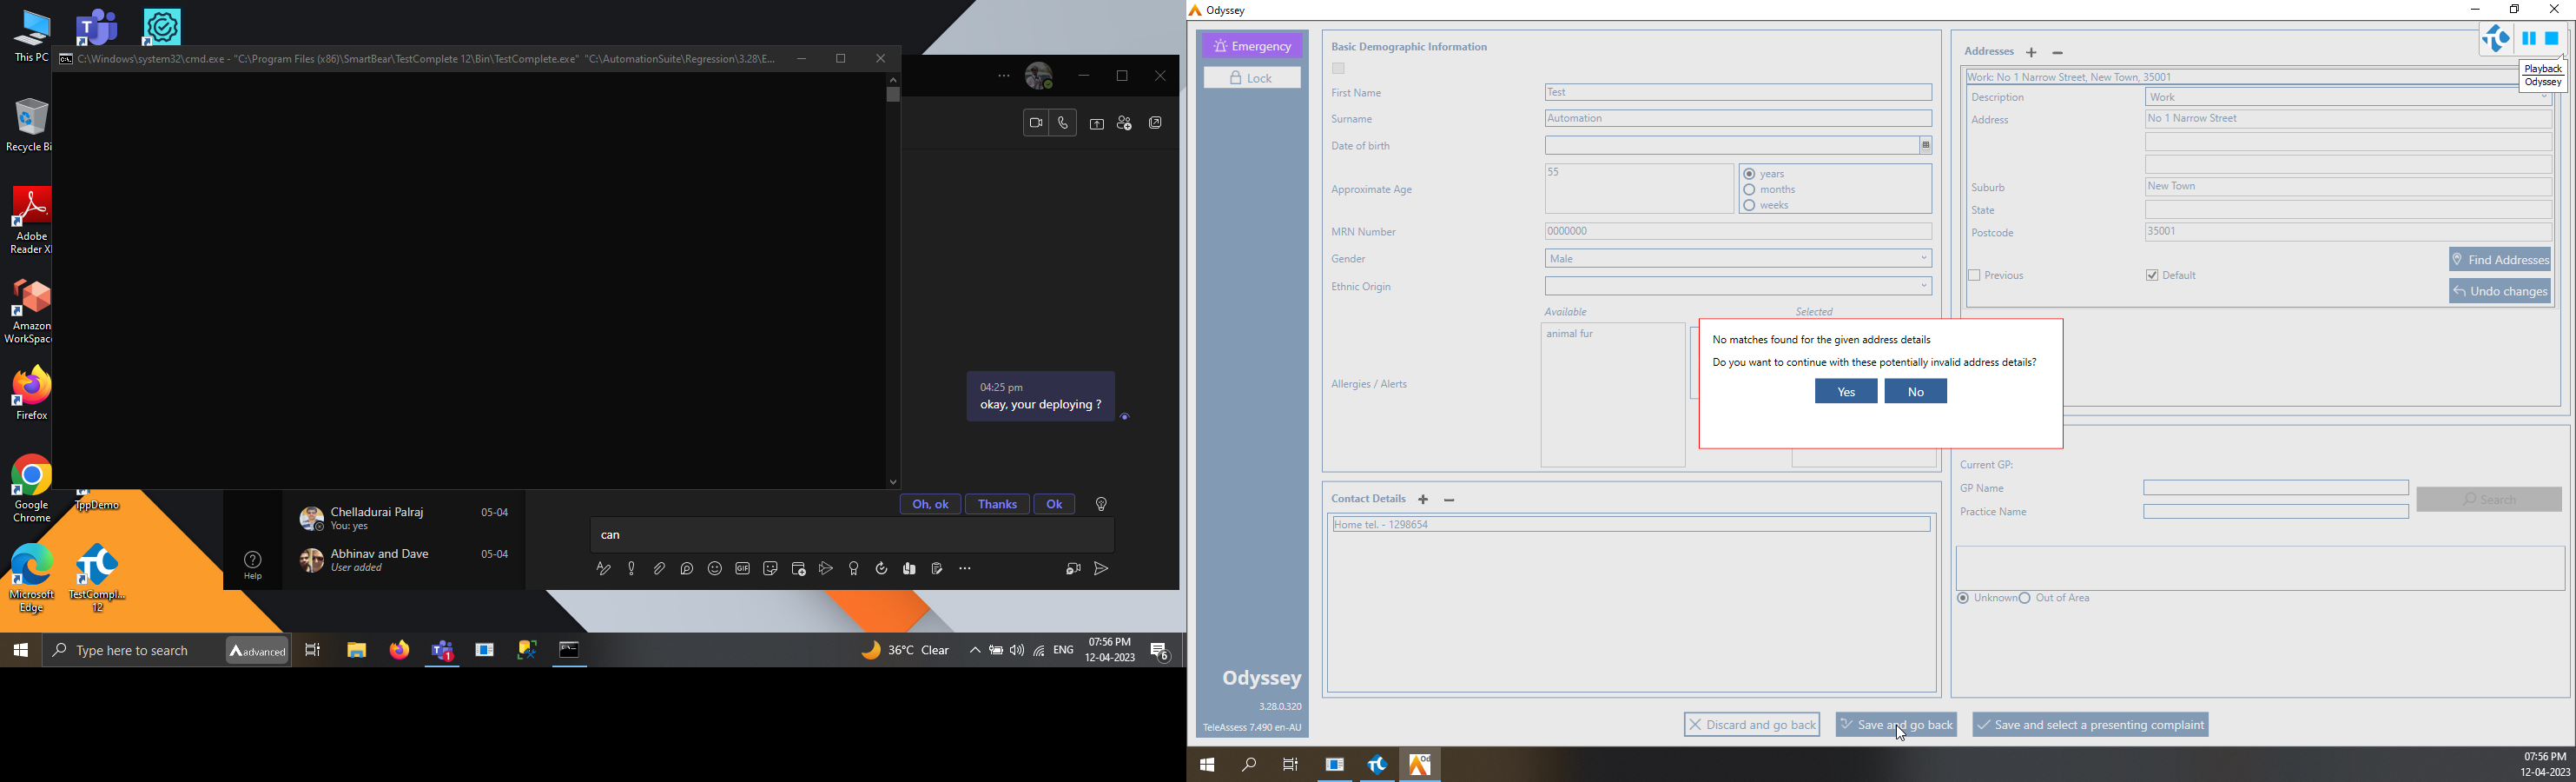 This PC
C:\Windows\system32\cmd.exe - "C:\Program Files (x86)\SmartBear\TestComplete 12\Bin\TestComplete.exe" "C:\AutomationSuite\Regression\3.28\E...
Recycle Bi
Adobe
Reader X
Amazon
WorkSpac
Firefox
Google
Chrome
TppDemo
Microsoft
Edge
TestCompl...
12
04:25 pm
okay, your deploying ?
Oh, ok
Thanks
Ok
Chelladurai Palraj
05-04
You: yes
Abhinav and Dave
05-04
User added
Help
can
GIF
Type here to search
advanced
1
36°C Clear
ENG
07:56 PM
12-04-2023
6
Odyssey
Emergency
Lock
Odyssey
3.28.0.320
TeleAssess 7.490 en-AU
Basic Demographic Information
First Name
Test
Surname
Automation
Date of birth
Approximate Age
55
years
months
weeks
MRN Number
0000000
Gender
Male
Ethnic Origin
Available
Selected
animal fur
Allergies / Alerts
Contact Details
Home tel. - 1298654
Addresses
Playback
Odyssey
Work: No 1 Narrow Street, New Town, 35001
Description
Work
Address
No 1 Narrow Street
Suburb
New Town
State
Postcode
35001
Find Addresses
Previous
Default
Undo changes
No matches found for the given address details
Do you want to continue with these potentially invalid address details?
Yes
No
Current GP:
GP Name
Search
Practice Name
Unknown
Out of Area
Discard and go back
Save and go back
Save and select a presenting complaint
Od
07:56 PM
12-04-2023